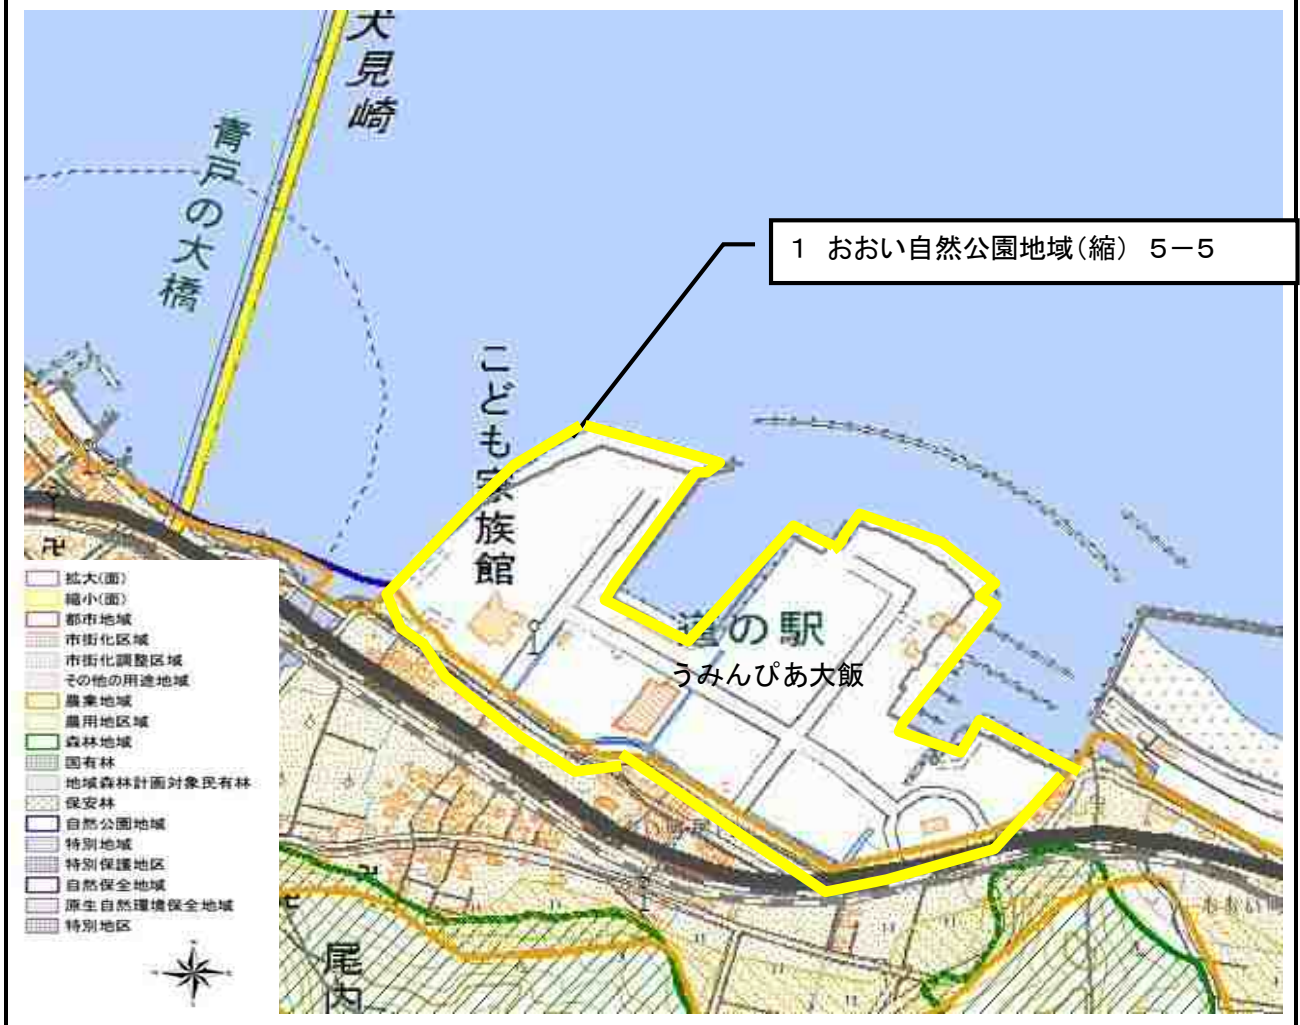 犬見崎
青戸の大橋
1 おおい自然公園地域(縮) 5-5
こども家族館
道の駅
うみんぴあ大飯
拡大(面)
縮小(面)
都市地域
市街化区域
市街化調整区域
その他の用途地域
農業地域
農用地区域
森林地域
国有林
地域森林計画対象民有林
保安林
自然公園地域
特別地域
特別保護地区
自然保全地域
原生自然環境保全地域
特別地区
尾内